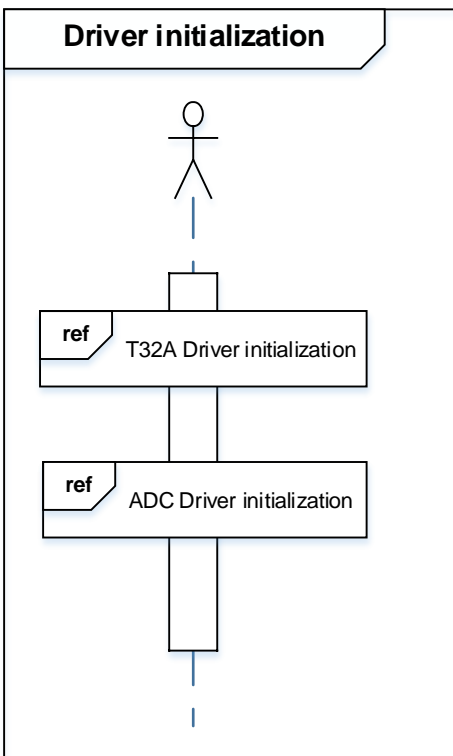 Driver initialization
ref
T32A Driver initialization
ref
ADC Driver initialization